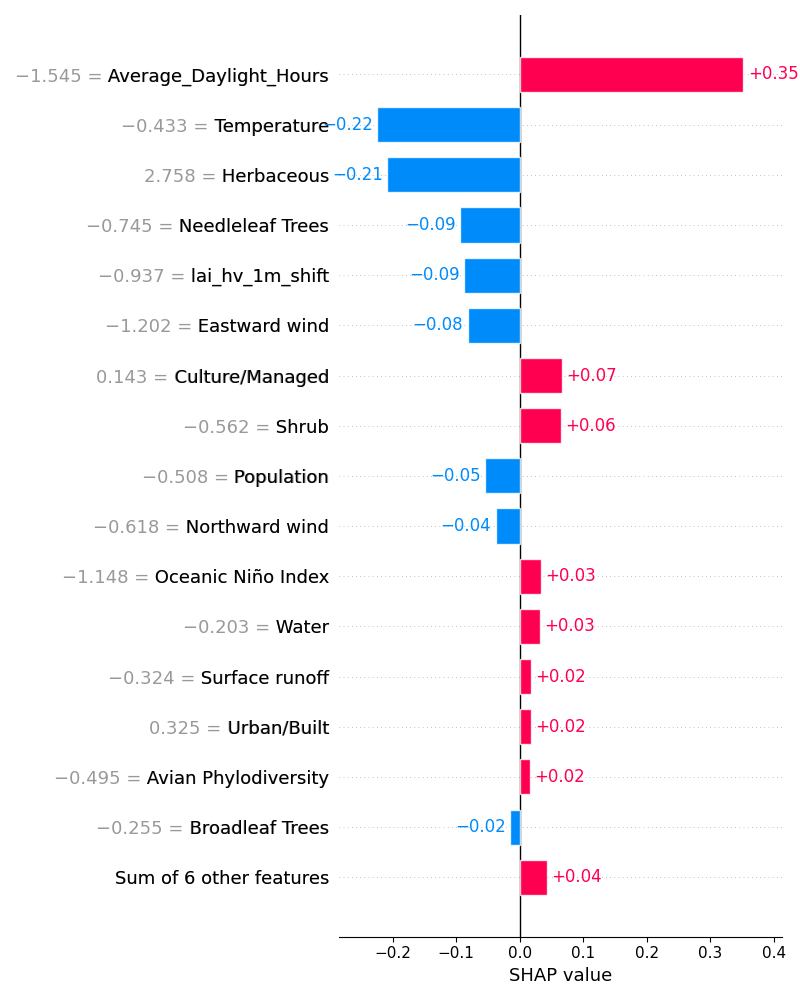 −1.545 = Average_Daylight_Hours +0.35
−0.433 = Temperature −0.22
2.758 = Herbaceous −0.21
−0.745 = Needleleaf Trees −0.09
−0.937 = lai_hv_1m_shift −0.09
−1.202 = Eastward wind −0.08
0.143 = Culture/Managed +0.07
−0.562 = Shrub +0.06
−0.508 = Population −0.05
−0.618 = Northward wind −0.04
−1.148 = Oceanic Niño Index +0.03
−0.203 = Water +0.03
−0.324 = Surface runoff +0.02
0.325 = Urban/Built +0.02
−0.495 = Avian Phylodiversity +0.02
−0.255 = Broadleaf Trees −0.02
Sum of 6 other features +0.04
−0.2 −0.1 0.0 0.1 0.2 0.3 0.4
SHAP value